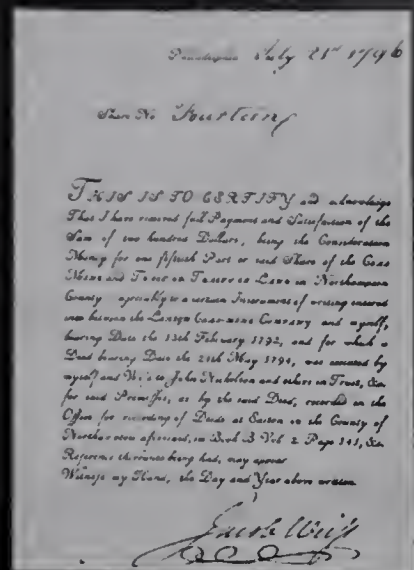 Philadelphia July 21st 1796
Share No. Fourteen
THIS IS TO CERTIFY and acknowledge
That I have received full Payment and Satisfaction of the
Sum of two hundred Dollars, being the Consideration
Money for one fiftieth Part or said Share of the Coal
Mine and Tract or Tracts of Land in Northampton
County agreeably to a certain Instrument of writing entered
into between the Lehigh Coal-mine Company and myself,
bearing Date the 13th February 1792, and for which a
Deed bearing Date the May 1794, was executed by
myself and Wife to John Nicholson and others in Trust, &c.
for said Premisses, as by the said Deed, recorded in the
Office for recording of Deeds at Easton in the County of
Northampton aforesaid, in Book B Vol. 2. Page &c.
Reference thereunto being had, may appear
Witness my Hand, the Day and Year above written
Jacob Weiss